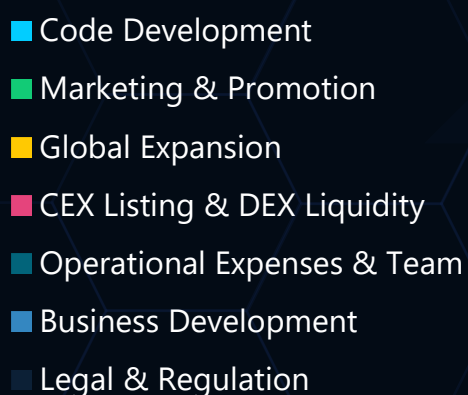 Code Development
Marketing & Promotion
Global Expansion
CEX Listing & DEX Liquidity
Operational Expenses & Team
Business Development
Legal & Regulation